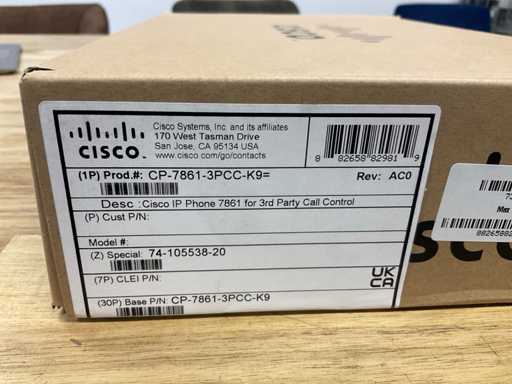 CISCO
Cisco Systems, Inc. and its affiliates
170 West Tasman Drive
San Jose, CA 95134 USA
www.cisco.com/go/contacts
CISCO.
8 82658 82981 9
(1P) Prod.#: CP-7861-3PCC-K9=
Rev: AC0
Desc :Cisco IP Phone 7861 for 3rd Party Call Control
(P) Cust P/N:
Model #:
(Z) Special: 74-105538-20
(7P) CLEI P/N:
UK
CA
(30P) Base P/N: CP-7861-3PCC-K9